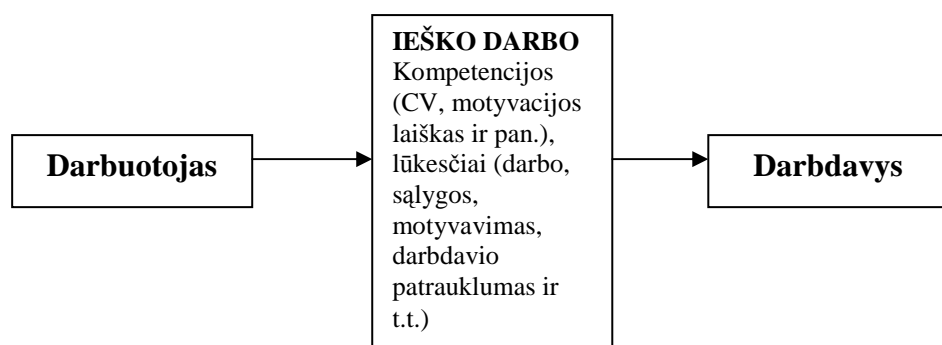 Darbuotojas
IEŠKO DARBO
Kompetencijos
(CV, motyvacijos
laiškas ir pan.),
lūkesčiai (darbo,
sąlygos,
motyvavimas,
darbdavio
patrauklumas ir
t.t.)
Darbdavys